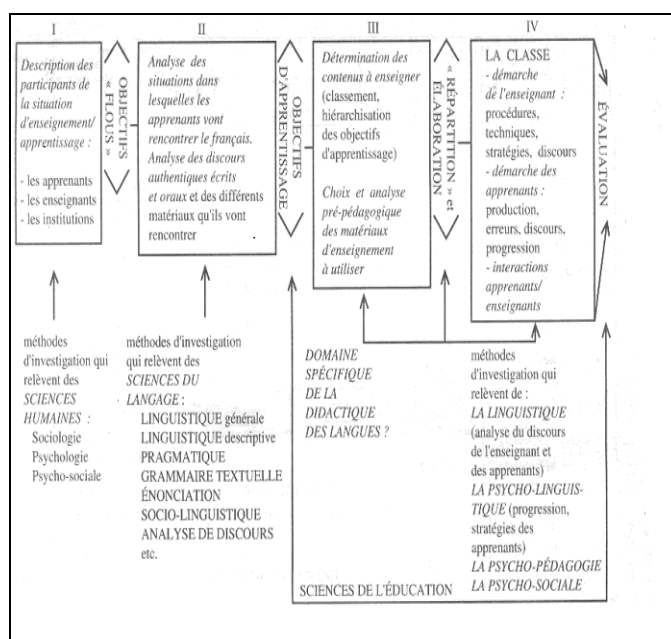 I
Description des
participants de
la situation
d'enseignement/
apprentissage :
- les apprenants
- les enseignants
- les institutions
OBJECTIFS
« FLOUS »
II
Analyse des
situations dans
lesquelles les
apprenants vont
rencontrer le français.
Analyse des discours
authentiques écrits
et oraux et des différents
matériaux qu'ils vont
rencontrer
OBJECTIFS
D'APPRENTISSAGE
III
Détermination des
contenus à enseigner
(classement,
hiérarchisation
des objectifs
d'apprentissage)
Choix et analyse
pré-pédagogique
des matériaux
d'enseignement
à utiliser
« RÉPARTITION » et
ÉLABORATION
IV
LA CLASSE
- démarche
de l'enseignant :
procédures,
techniques,
stratégies, discours
- démarche des
apprenants :
production,
erreurs, discours,
progression
- interactions
apprenants/
enseignants
ÉVALUATION
méthodes
d'investigation qui
relèvent des
SCIENCES
HUMAINES :
Sociologie
Psychologie
Psycho-sociale
méthodes d'investigation
qui relèvent des
SCIENCES DU
LANGAGE :
LINGUISTIQUE générale
LINGUISTIQUE descriptive
PRAGMATIQUE
GRAMMAIRE TEXTUELLE
ÉNONCIATION
SOCIO-LINGUISTIQUE
ANALYSE DE DISCOURS
etc.
DOMAINE
SPÉCIFIQUE
DE LA
DIDACTIQUE
DES LANGUES ?
méthodes
d'investigation qui
relèvent de :
LA LINGUISTIQUE
(analyse du discours
de l'enseignant et
des apprenants)
LA PSYCHO-LINGUIS-
TIQUE (progression,
stratégies des
apprenants)
LA PSYCHO-PÉDAGOGIE
LA PSYCHO-SOCIALE
SCIENCES DE L'ÉDUCATION